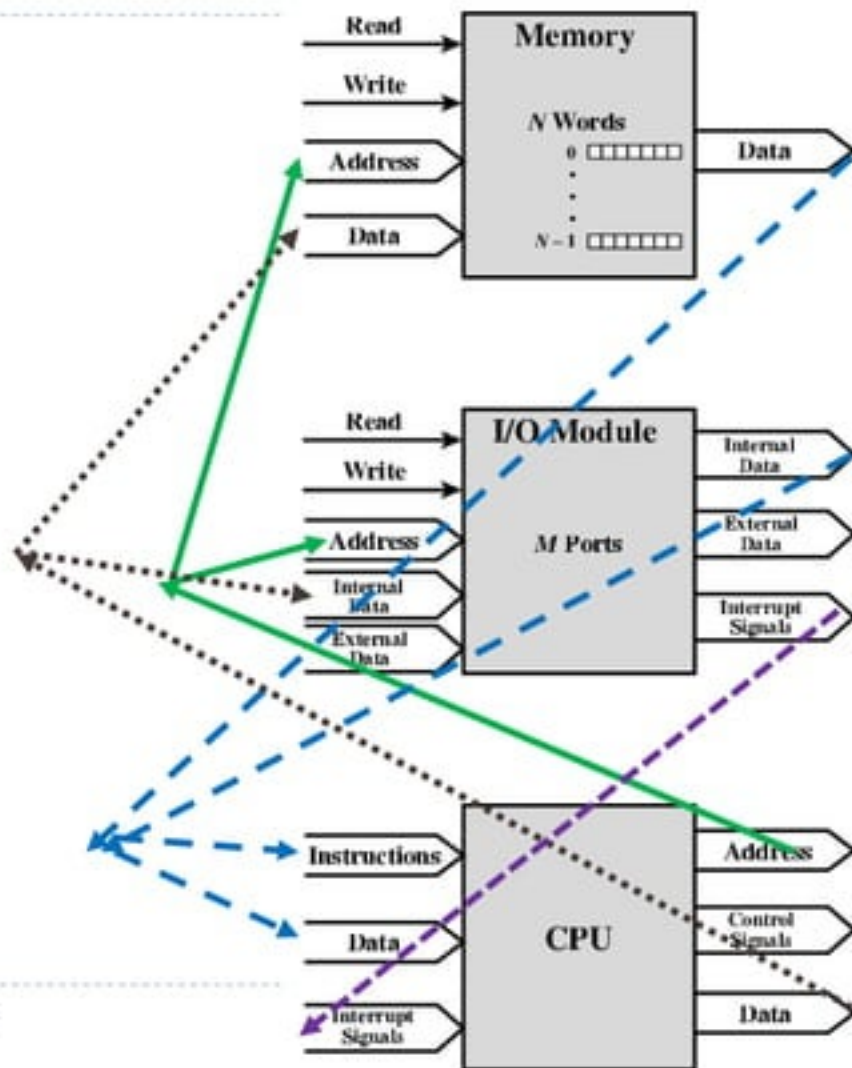 Read
Memory
Write
N Words
Address
0
Data
Data
N – 1
Read
I/O Module
Internal
Data
Write
Address
M Ports
External
Data
Internal
Data
Interrupt
Signals
External
Data
Instructions
Address
Data
CPU
Control
Signals
Interrupt
Signals
Data